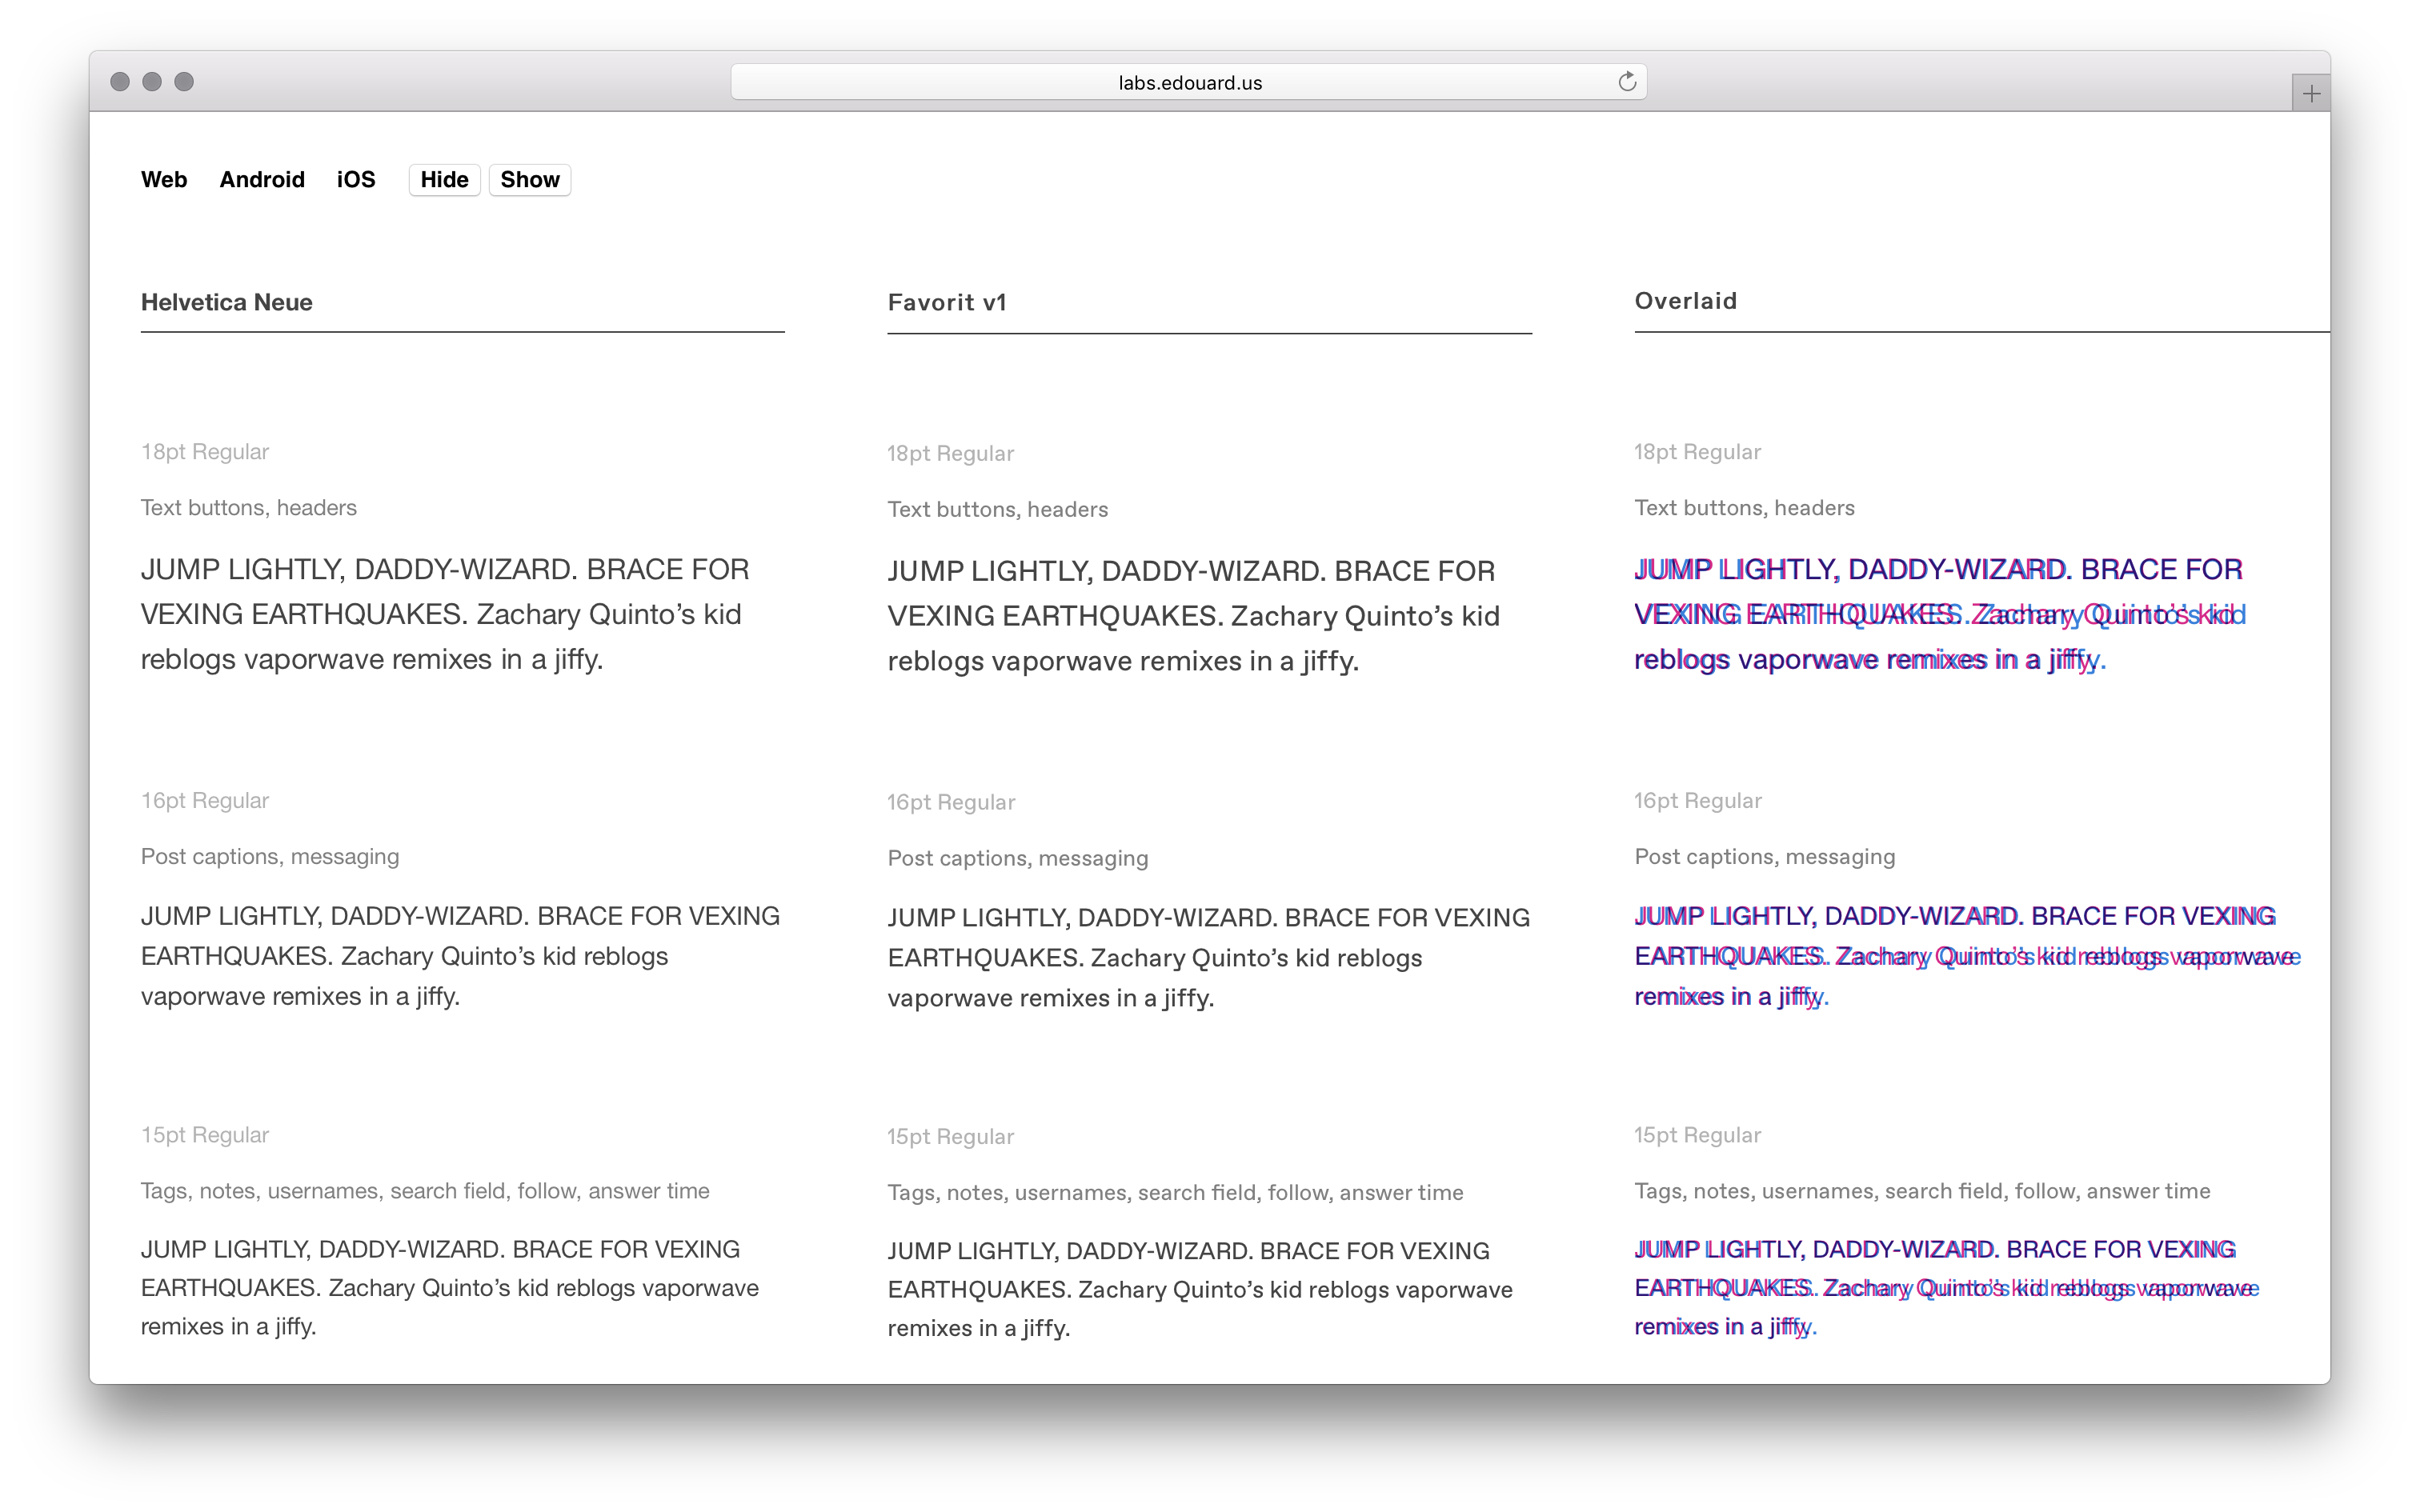 labs.edouard.us
Web Android iOS Hide Show
Helvetica Neue
18pt Regular
Text buttons, headers
JUMP LIGHTLY, DADDY-WIZARD. BRACE FOR
VEXING EARTHQUAKES. Zachary Quinto’s kid
reblogs vaporwave remixes in a jiffy.
16pt Regular
Post captions, messaging
JUMP LIGHTLY, DADDY-WIZARD. BRACE FOR VEXING
EARTHQUAKES. Zachary Quinto’s kid reblogs
vaporwave remixes in a jiffy.
15pt Regular
Tags, notes, usernames, search field, follow, answer time
JUMP LIGHTLY, DADDY-WIZARD. BRACE FOR VEXING
EARTHQUAKES. Zachary Quinto’s kid reblogs vaporwave
remixes in a jiffy.
Favorit v1
18pt Regular
Text buttons, headers
JUMP LIGHTLY, DADDY-WIZARD. BRACE FOR
VEXING EARTHQUAKES. Zachary Quinto’s kid
reblogs vaporwave remixes in a jiffy.
16pt Regular
Post captions, messaging
JUMP LIGHTLY, DADDY-WIZARD. BRACE FOR VEXING
EARTHQUAKES. Zachary Quinto’s kid reblogs
vaporwave remixes in a jiffy.
15pt Regular
Tags, notes, usernames, search field, follow, answer time
JUMP LIGHTLY, DADDY-WIZARD. BRACE FOR VEXING
EARTHQUAKES. Zachary Quinto’s kid reblogs vaporwave
remixes in a jiffy.
Overlaid
18pt Regular
Text buttons, headers
JUMP LIGHTLY, DADDY-WIZARD. BRACE FOR
VEXING EARTHQUAKES. Zachary Quinto’s kid
reblogs vaporwave remixes in a jiffy.
16pt Regular
Post captions, messaging
JUMP LIGHTLY, DADDY-WIZARD. BRACE FOR VEXING
EARTHQUAKES. Zachary Quinto’s kid reblogs vaporwave
remixes in a jiffy.
15pt Regular
Tags, notes, usernames, search field, follow, answer time
JUMP LIGHTLY, DADDY-WIZARD. BRACE FOR VEXING
EARTHQUAKES. Zachary Quinto’s kid reblogs vaporwave
remixes in a jiffy.